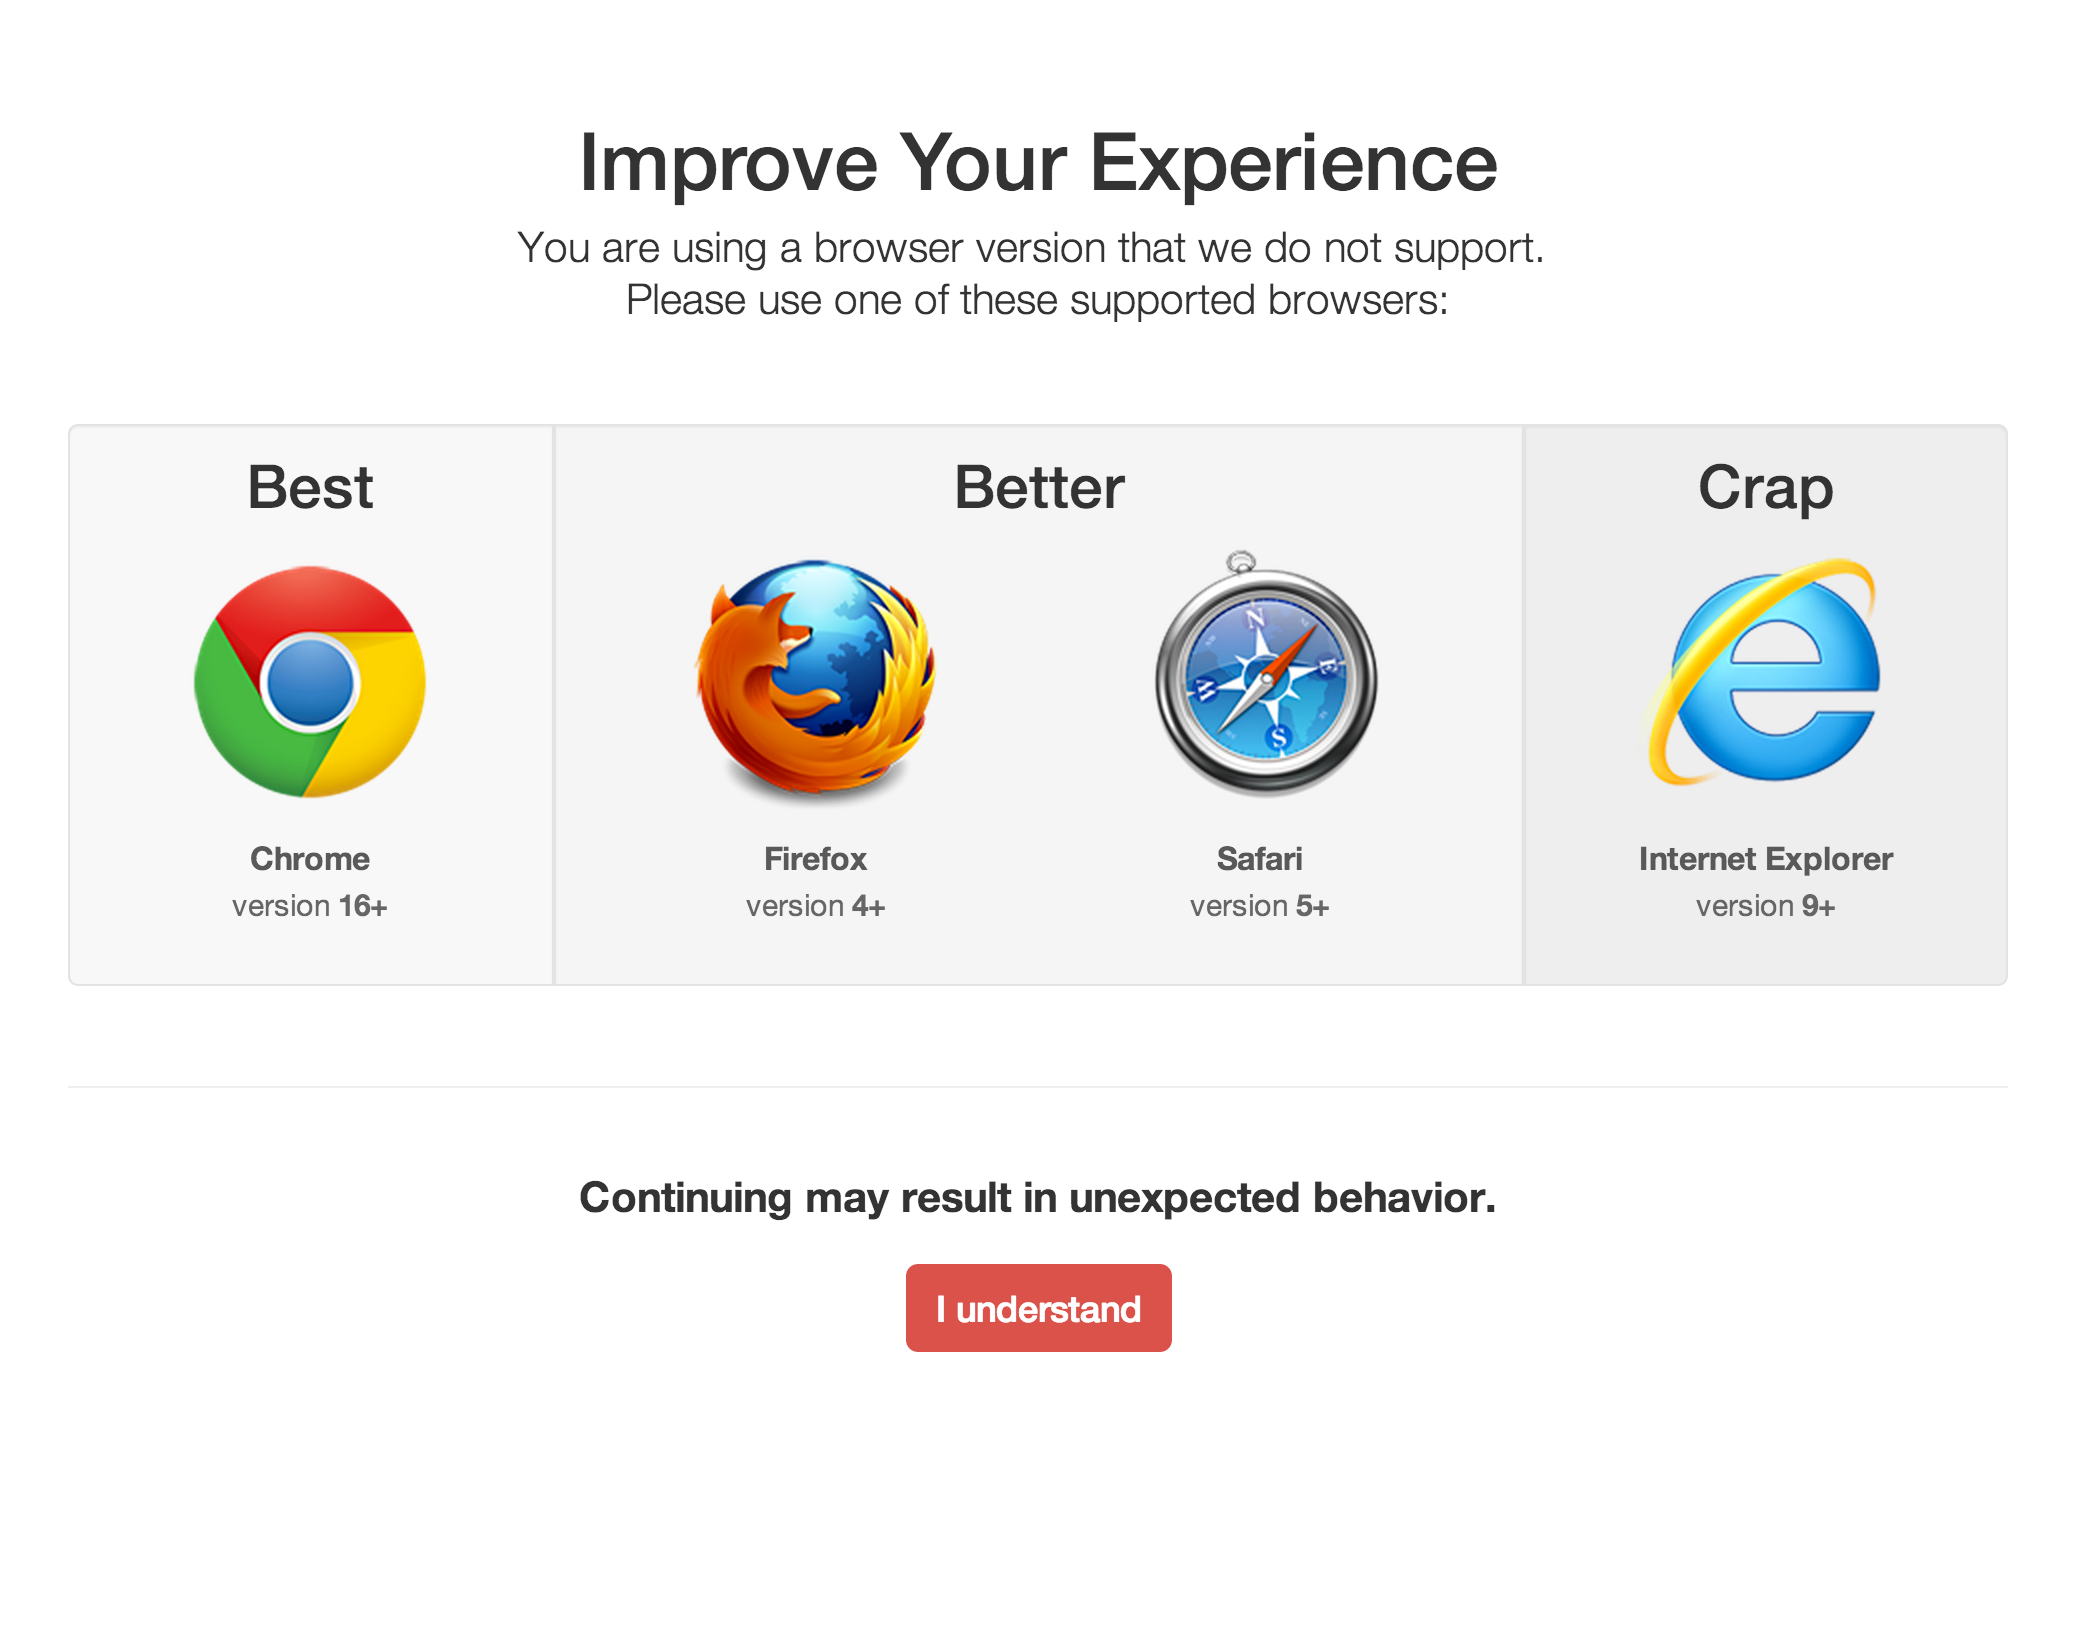 Improve Your Experience
You are using a browser version that we do not support.
Please use one of these supported browsers:
Best
Better
Crap
N
E
W
S
Chrome
Firefox
Safari
Internet Explorer
version 16+
version 4+
version 5+
version 9+
Continuing may result in unexpected behavior.
I understand